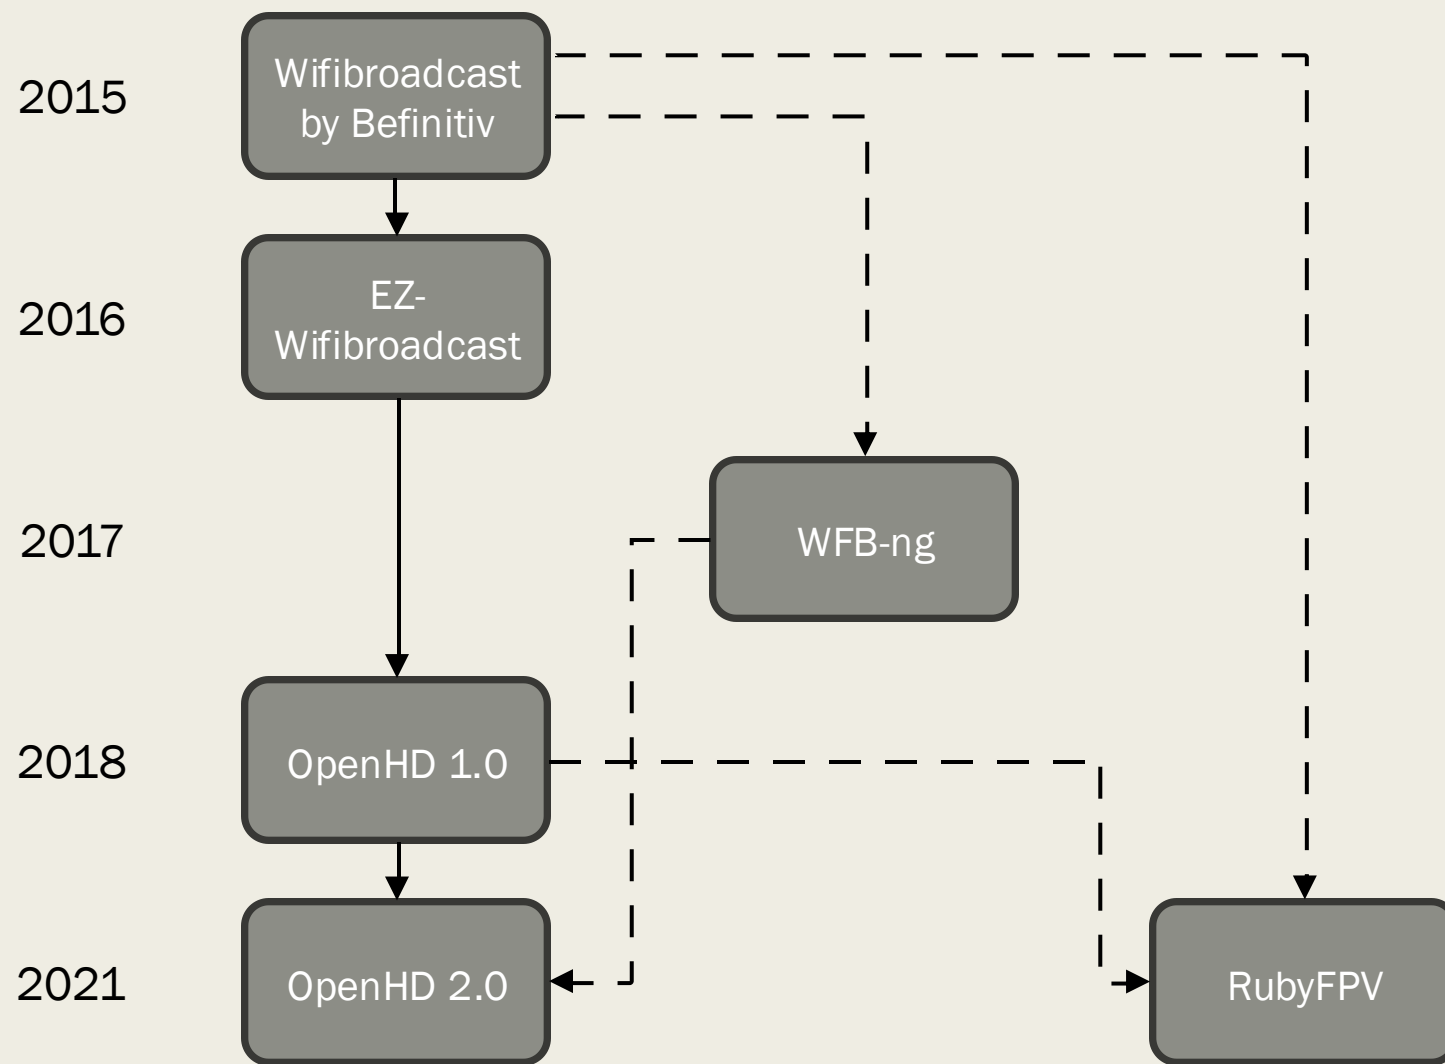 2015
Wifibroadcast
by Befinitiv
2016
EZ-
Wifibroadcast
2017
WFB-ng
2018
OpenHD 1.0
2021
OpenHD 2.0
RubyFPV